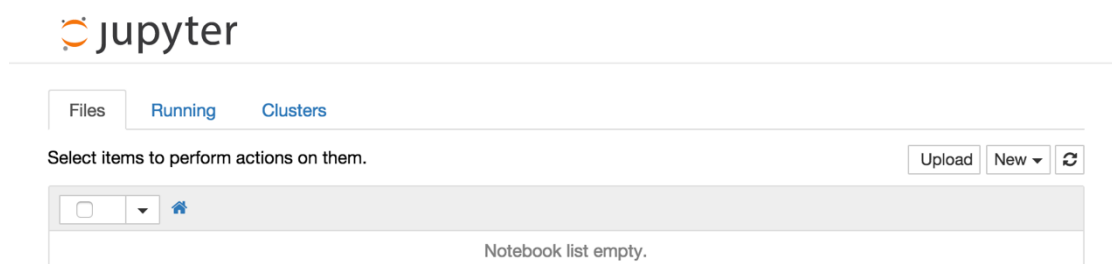 jupyter
Files Running Clusters
Select items to perform actions on them. Upload New
Notebook list empty.